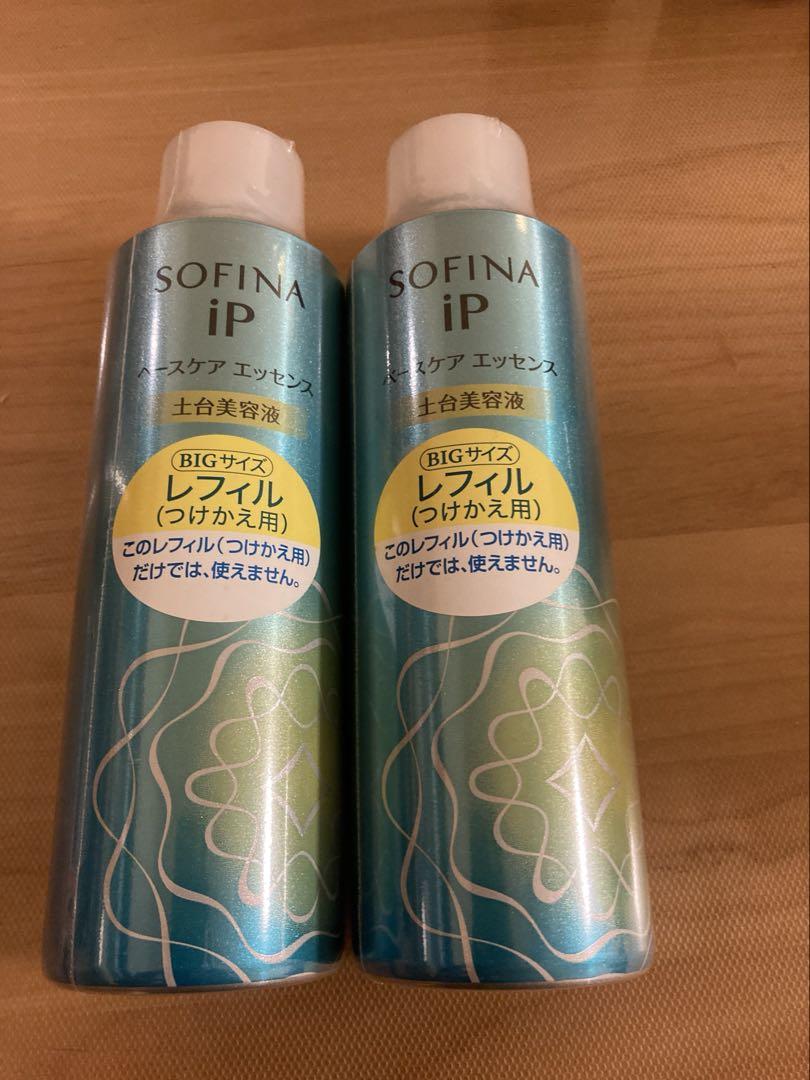 SOFINA
iP
ベースケア エッセンス
土台美容液
BIGサイズ
レフィル
(つけかえ用)
このレフィル(つけかえ用)
だけでは、使えません。
SOFINA
iP
ベースケア エッセンス
土台美容液
BIGサイズ
レフィル
(つけかえ用)
このレフィル(つけかえ用)
だけでは、使えません。